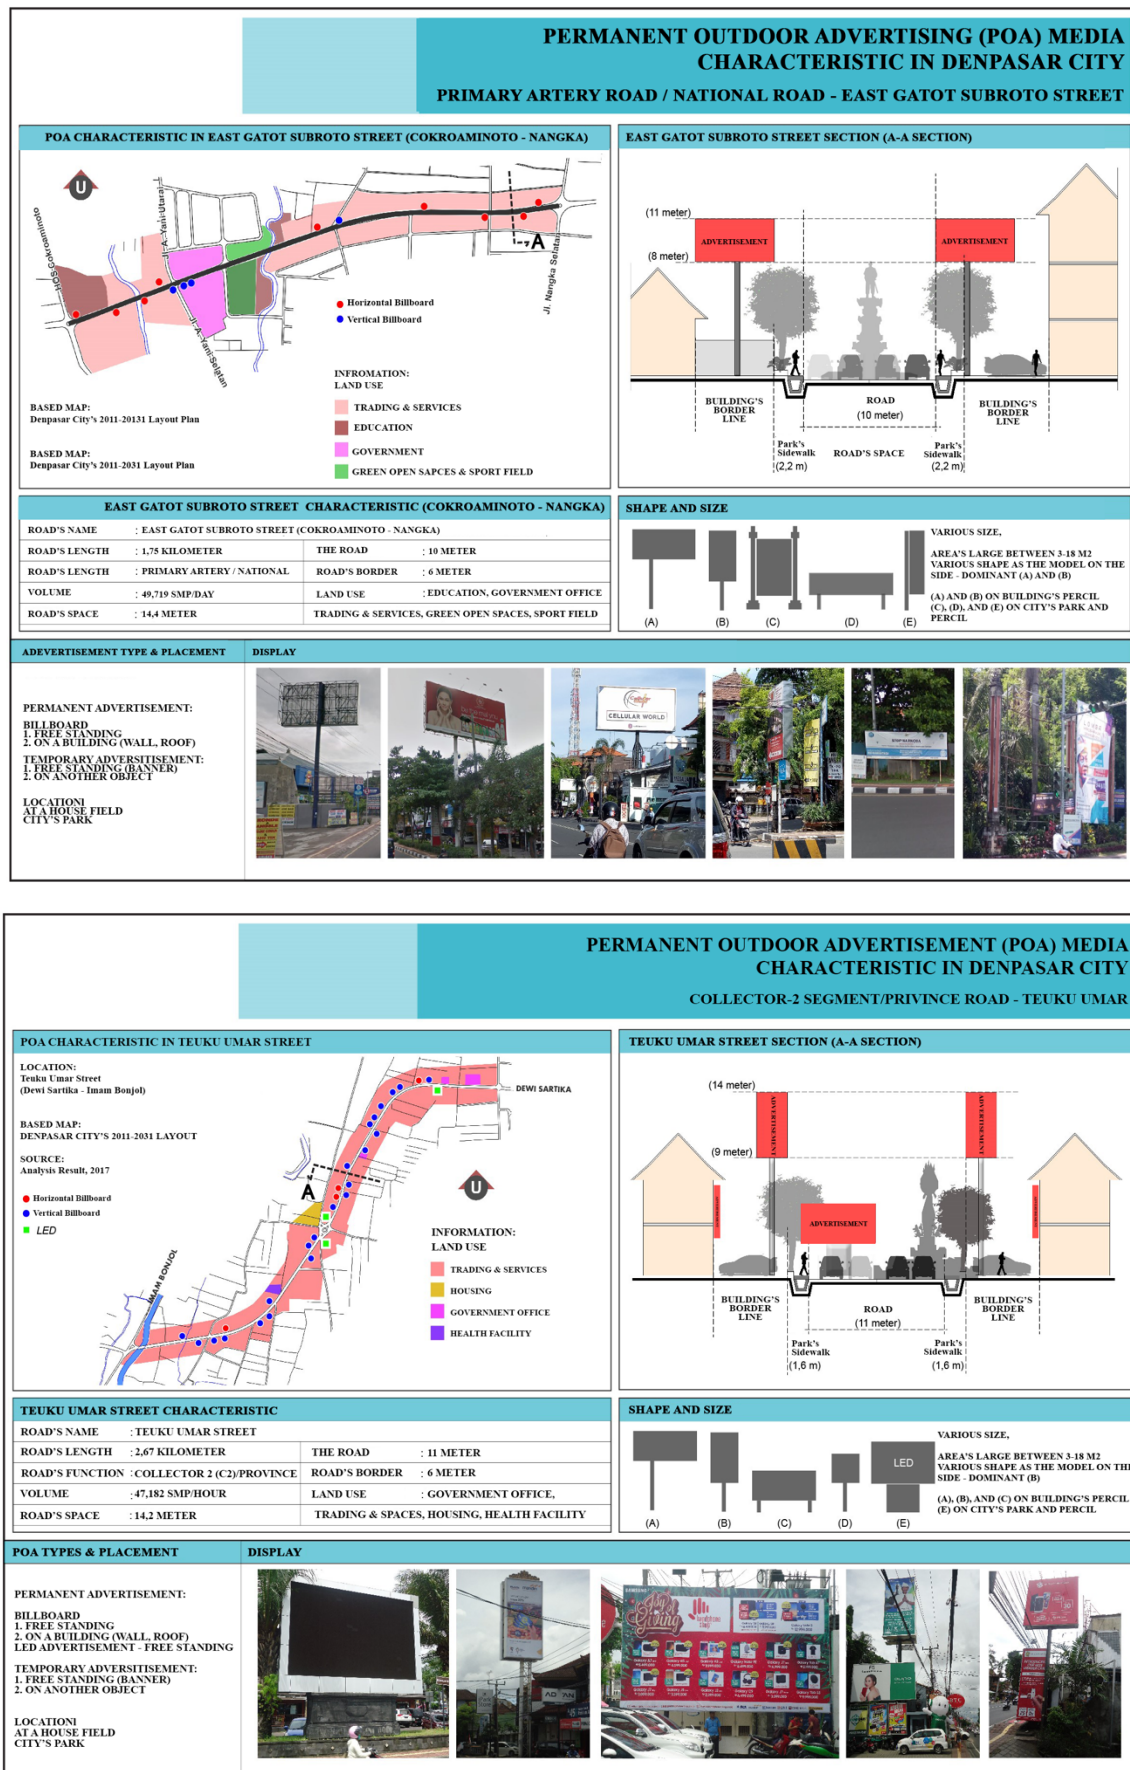 PERMANENT OUTDOOR ADVERTISING (POA) MEDIA
CHARACTERISTIC IN DENPASAR CITY
PRIMARY ARTERY ROAD / NATIONAL ROAD - EAST GATOT SUBROTO STREET
POA CHARACTERISTIC IN EAST GATOT SUBROTO STREET (COKROAMINOTO - NANGKA)
U
HOS Cokroaminoto
Jl. A. Yani Utara
Jl. A. Yani Selatan
Jl. Nangka Selatan
A
Horizontal Billboard
Vertical Billboard
INFROMATION:
LAND USE
TRADING & SERVICES
EDUCATION
GOVERNMENT
GREEN OPEN SAPCES & SPORT FIELD
BASED MAP:
Denpasar City's 2011-20131 Layout Plan
BASED MAP:
Denpasar City's 2011-2031 Layout Plan
EAST GATOT SUBROTO STREET SECTION (A-A SECTION)
(11 meter)
ADVERTISEMENT
ADVERTISEMENT
(8 meter)
BUILDING'S
BORDER
LINE
ROAD
(10 meter)
BUILDING'S
BORDER
LINE
Park's
Sidewalk
(2,2 m)
ROAD'S SPACE
Park's
Sidewalk
(2,2 m)
EAST GATOT SUBROTO STREET CHARACTERISTIC (COKROAMINOTO - NANGKA)
ROAD'S NAME : EAST GATOT SUBROTO STREET (COKROAMINOTO - NANGKA)
ROAD'S LENGTH : 1,75 KILOMETER THE ROAD : 10 METER
ROAD'S LENGTH : PRIMARY ARTERY / NATIONAL ROAD'S BORDER : 6 METER
VOLUME : 49,719 SMP/DAY LAND USE : EDUCATION, GOVERNMENT OFFICE
ROAD'S SPACE : 14,4 METER TRADING & SERVICES, GREEN OPEN SPACES, SPORT FIELD
SHAPE AND SIZE
(A) (B) (C) (D) (E)
VARIOUS SIZE,
AREA'S LARGE BETWEEN 3-18 M2
VARIOUS SHAPE AS THE MODEL ON THE
SIDE - DOMINANT (A) AND (B)
(A) AND (B) ON BUILDING'S PERCIL
(C), (D), AND (E) ON CITY'S PARK AND
PERCIL
ADEVERTISEMENT TYPE & PLACEMENT
DISPLAY
PERMANENT ADVERTISEMENT:
BILLBOARD
1. FREE STANDING
2. ON A BUILDING (WALL, ROOF)
TEMPORARY ADVERSITISEMENT:
1. FREE STANDING (BANNER)
2. ON ANOTHER OBJECT
LOCATIONI
AT A HOUSE FIELD
CITY'S PARK
CELLULAR WORLD
PERMANENT OUTDOOR ADVERTISEMENT (POA) MEDIA
CHARACTERISTIC IN DENPASAR CITY
COLLECTOR-2 SEGMENT/PRIVINCE ROAD - TEUKU UMAR
POA CHARACTERISTIC IN TEUKU UMAR STREET
LOCATION:
Teuku Umar Street
(Dewi Sartika - Imam Bonjol)
BASED MAP:
DENPASAR CITY'S 2011-2031 LAYOUT
SOURCE:
Analysis Result, 2017
Horizontal Billboard
Vertical Billboard
LED
DEWI SARTIKA
A
U
IMAM BONJOL
INFORMATION:
LAND USE
TRADING & SERVICES
HOUSING
GOVERNMENT OFFICE
HEALTH FACILITY
TEUKU UMAR STREET SECTION (A-A SECTION)
(14 meter)
ADVERTISEMENT
ADVERTISEMENT
(9 meter)
ADVERTISEMENT
BUILDING'S
BORDER
LINE
ROAD
(11 meter)
BUILDING'S
BORDER
LINE
Park's
Sidewalk
(1,6 m)
Park's
Sidewalk
(1,6 m)
TEUKU UMAR STREET CHARACTERISTIC
ROAD'S NAME : TEUKU UMAR STREET
ROAD'S LENGTH : 2,67 KILOMETER THE ROAD : 11 METER
ROAD'S FUNCTION : COLLECTOR 2 (C2)/PROVINCE ROAD'S BORDER : 6 METER
VOLUME : 47,182 SMP/HOUR LAND USE : GOVERNMENT OFFICE,
ROAD'S SPACE : 14,2 METER TRADING & SPACES, HOUSING, HEALTH FACILITY
SHAPE AND SIZE
LED
(A) (B) (C) (D) (E)
VARIOUS SIZE,
AREA'S LARGE BETWEEN 3-18 M2
VARIOUS SHAPE AS THE MODEL ON THE
SIDE - DOMINANT (B)
(A), (B), AND (C) ON BUILDING'S PERCIL
(E) ON CITY'S PARK AND PERCIL
POA TYPES & PLACEMENT
DISPLAY
PERMANENT ADVERTISEMENT:
BILLBOARD
1. FREE STANDING
2. ON A BUILDING (WALL, ROOF)
LED ADVERTISEMENT - FREE STANDING
TEMPORARY ADVERSITISEMENT:
1. FREE STANDING (BANNER)
2. ON ANOTHER OBJECT
LOCATIONI
AT A HOUSE FIELD
CITY'S PARK
SAMSUNG
Joy of
Giving